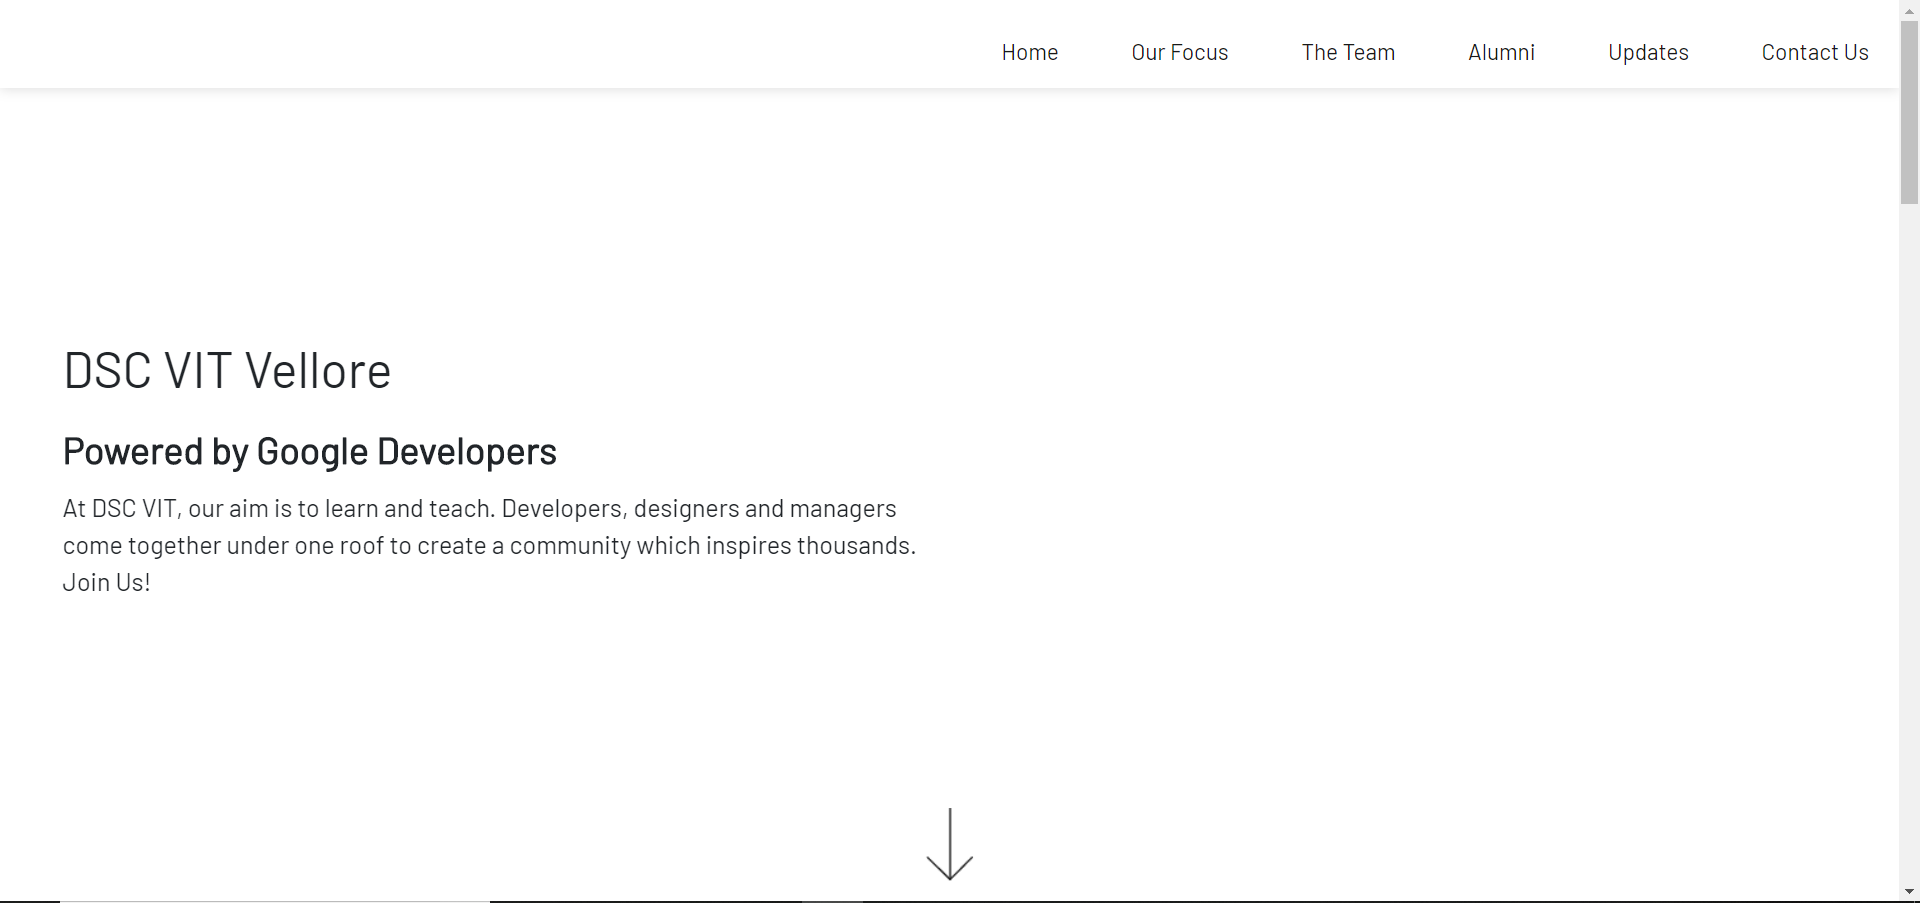 Home Our Focus The Team Alumni Updates Contact Us
DSC VIT Vellore
Powered by Google Developers
At DSC VIT, our aim is to learn and teach. Developers, designers and managers
come together under one roof to create a community which inspires thousands.
Join Us!